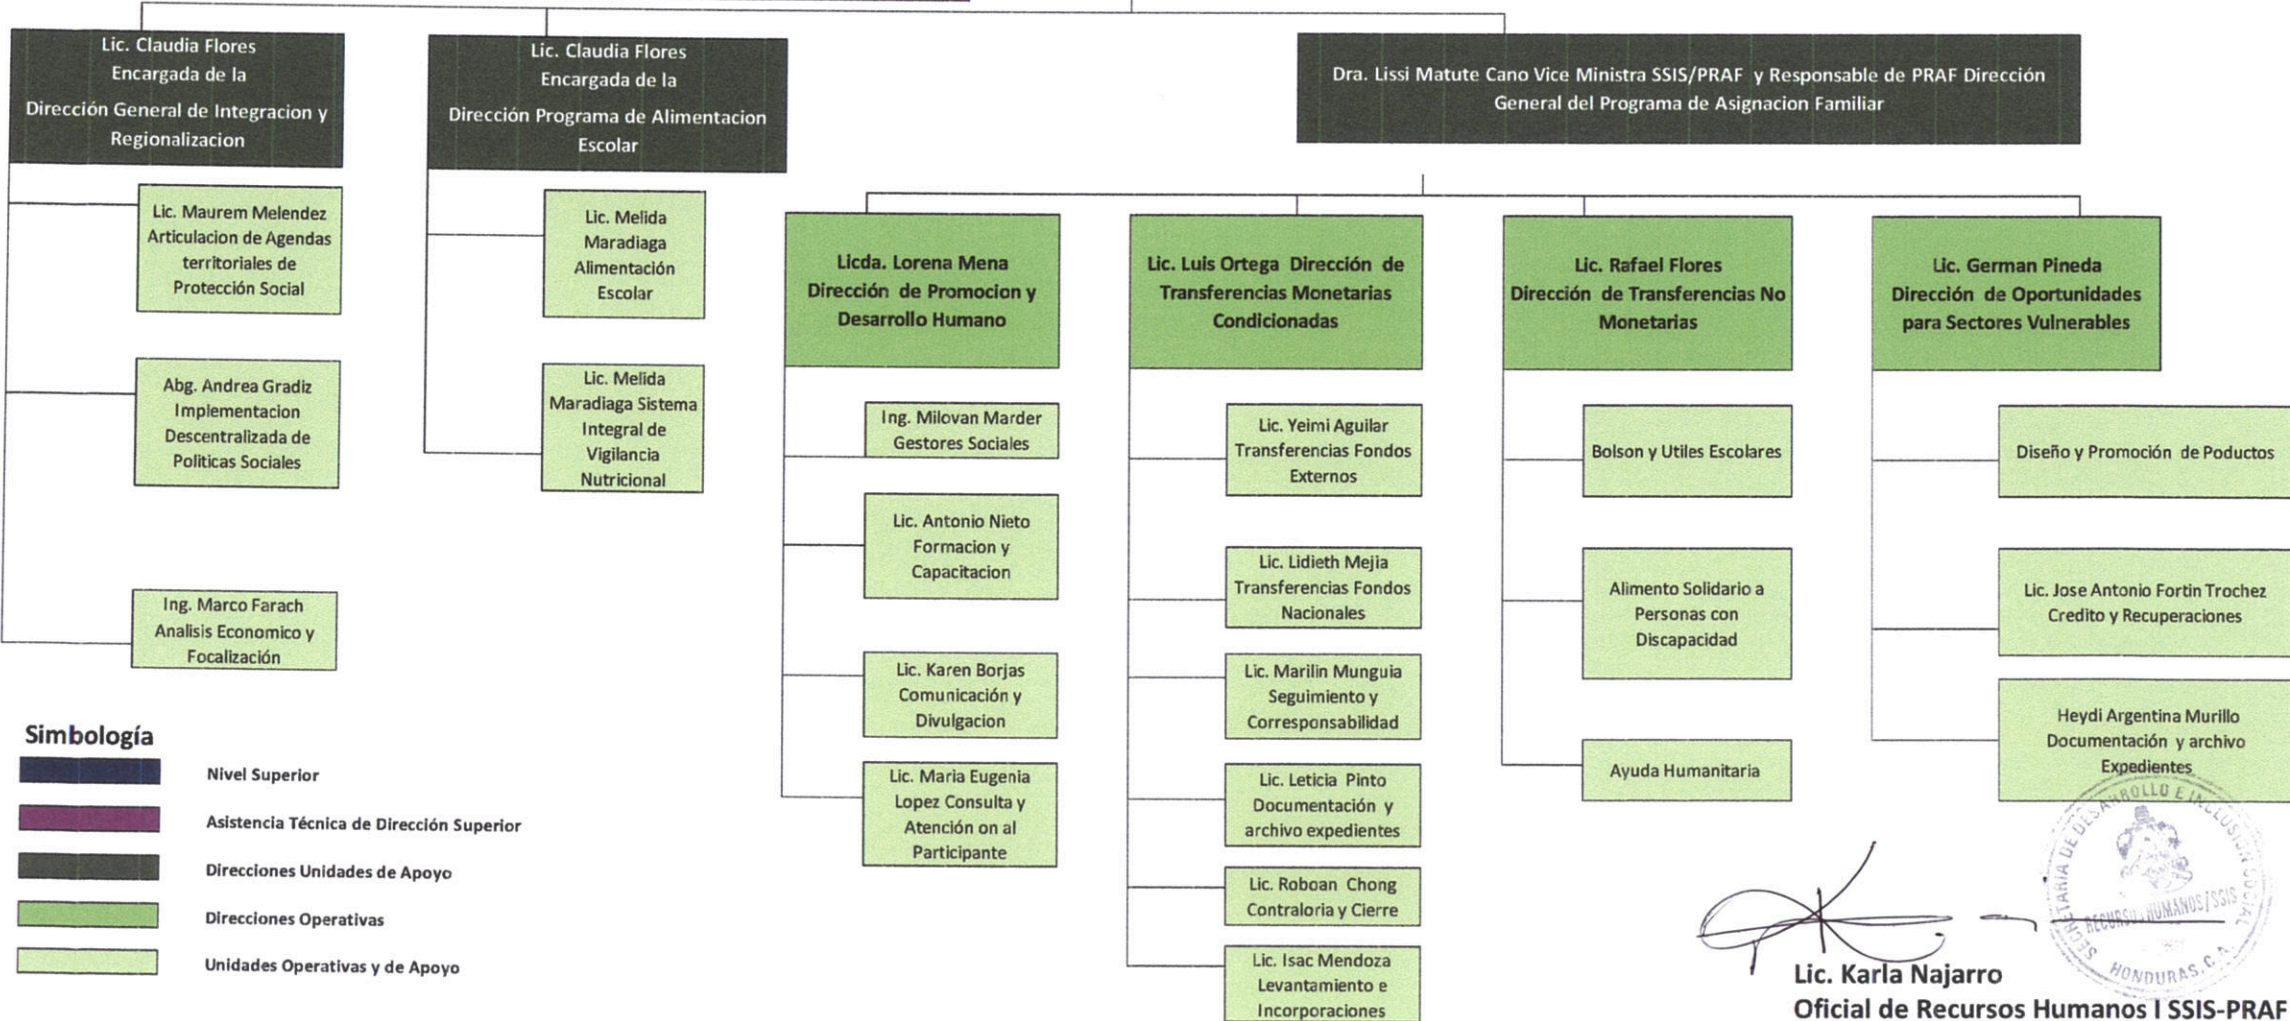 Lic. Claudia Flores
Encargada de la
Dirección General de Integracion y
Regionalizacion
Lic. Claudia Flores
Encargada de la
Dirección Programa de Alimentacion
Escolar
Dra. Lissi Matute Cano Vice Ministra SSIS/PRAF y Responsable de PRAF Dirección
General del Programa de Asignacion Familiar
Lic. Maurem Melendez
Articulacion de Agendas
territoriales de
Protección Social
Abg. Andrea Gradiz
Implementacion
Descentralizada de
Politicas Sociales
Ing. Marco Farach
Analisis Economico y
Focalización
Lic. Melida
Maradiaga
Alimentación
Escolar
Lic. Melida
Maradiaga Sistema
Integral de
Vigilancia
Nutricional
Licda. Lorena Mena
Dirección de Promocion y
Desarrollo Humano
Ing. Milovan Marder
Gestores Sociales
Lic. Antonio Nieto
Formacion y
Capacitacion
Lic. Karen Borjas
Comunicación y
Divulgacion
Lic. Maria Eugenia
Lopez Consulta y
Atención on al
Participante
Lic. Luis Ortega Dirección de
Transferencias Monetarias
Condicionadas
Lic. Yeimi Aguilar
Transferencias Fondos
Externos
Lic. Lidieth Mejia
Transferencias Fondos
Nacionales
Lic. Marilin Munguia
Seguimiento y
Corresponsabilidad
Lic. Leticia Pinto
Documentación y
archivo expedientes
Lic. Roboan Chong
Contraloria y Cierre
Lic. Isac Mendoza
Levantamiento e
Incorporaciones
Lic. Rafael Flores
Dirección de Transferencias No
Monetarias
Bolson y Utiles Escolares
Alimento Solidario a
Personas con
Discapacidad
Ayuda Humanitaria
Lic. German Pineda
Dirección de Oportunidades
para Sectores Vulnerables
Diseño y Promoción de Poductos
Lic. Jose Antonio Fortin Trochez
Credito y Recuperaciones
Heydi Argentina Murillo
Documentación y archivo
Expedientes
Simbología
Nivel Superior
Asistencia Técnica de Dirección Superior
Direcciones Unidades de Apoyo
Direcciones Operativas
Unidades Operativas y de Apoyo
SECRETARIA DE DESARROLLO E INCLUSION SOCIAL
RECURSOS HUMANOS/SSIS
HONDURAS, C.A.
Lic. Karla Najarro
Oficial de Recursos Humanos I SSIS-PRAF